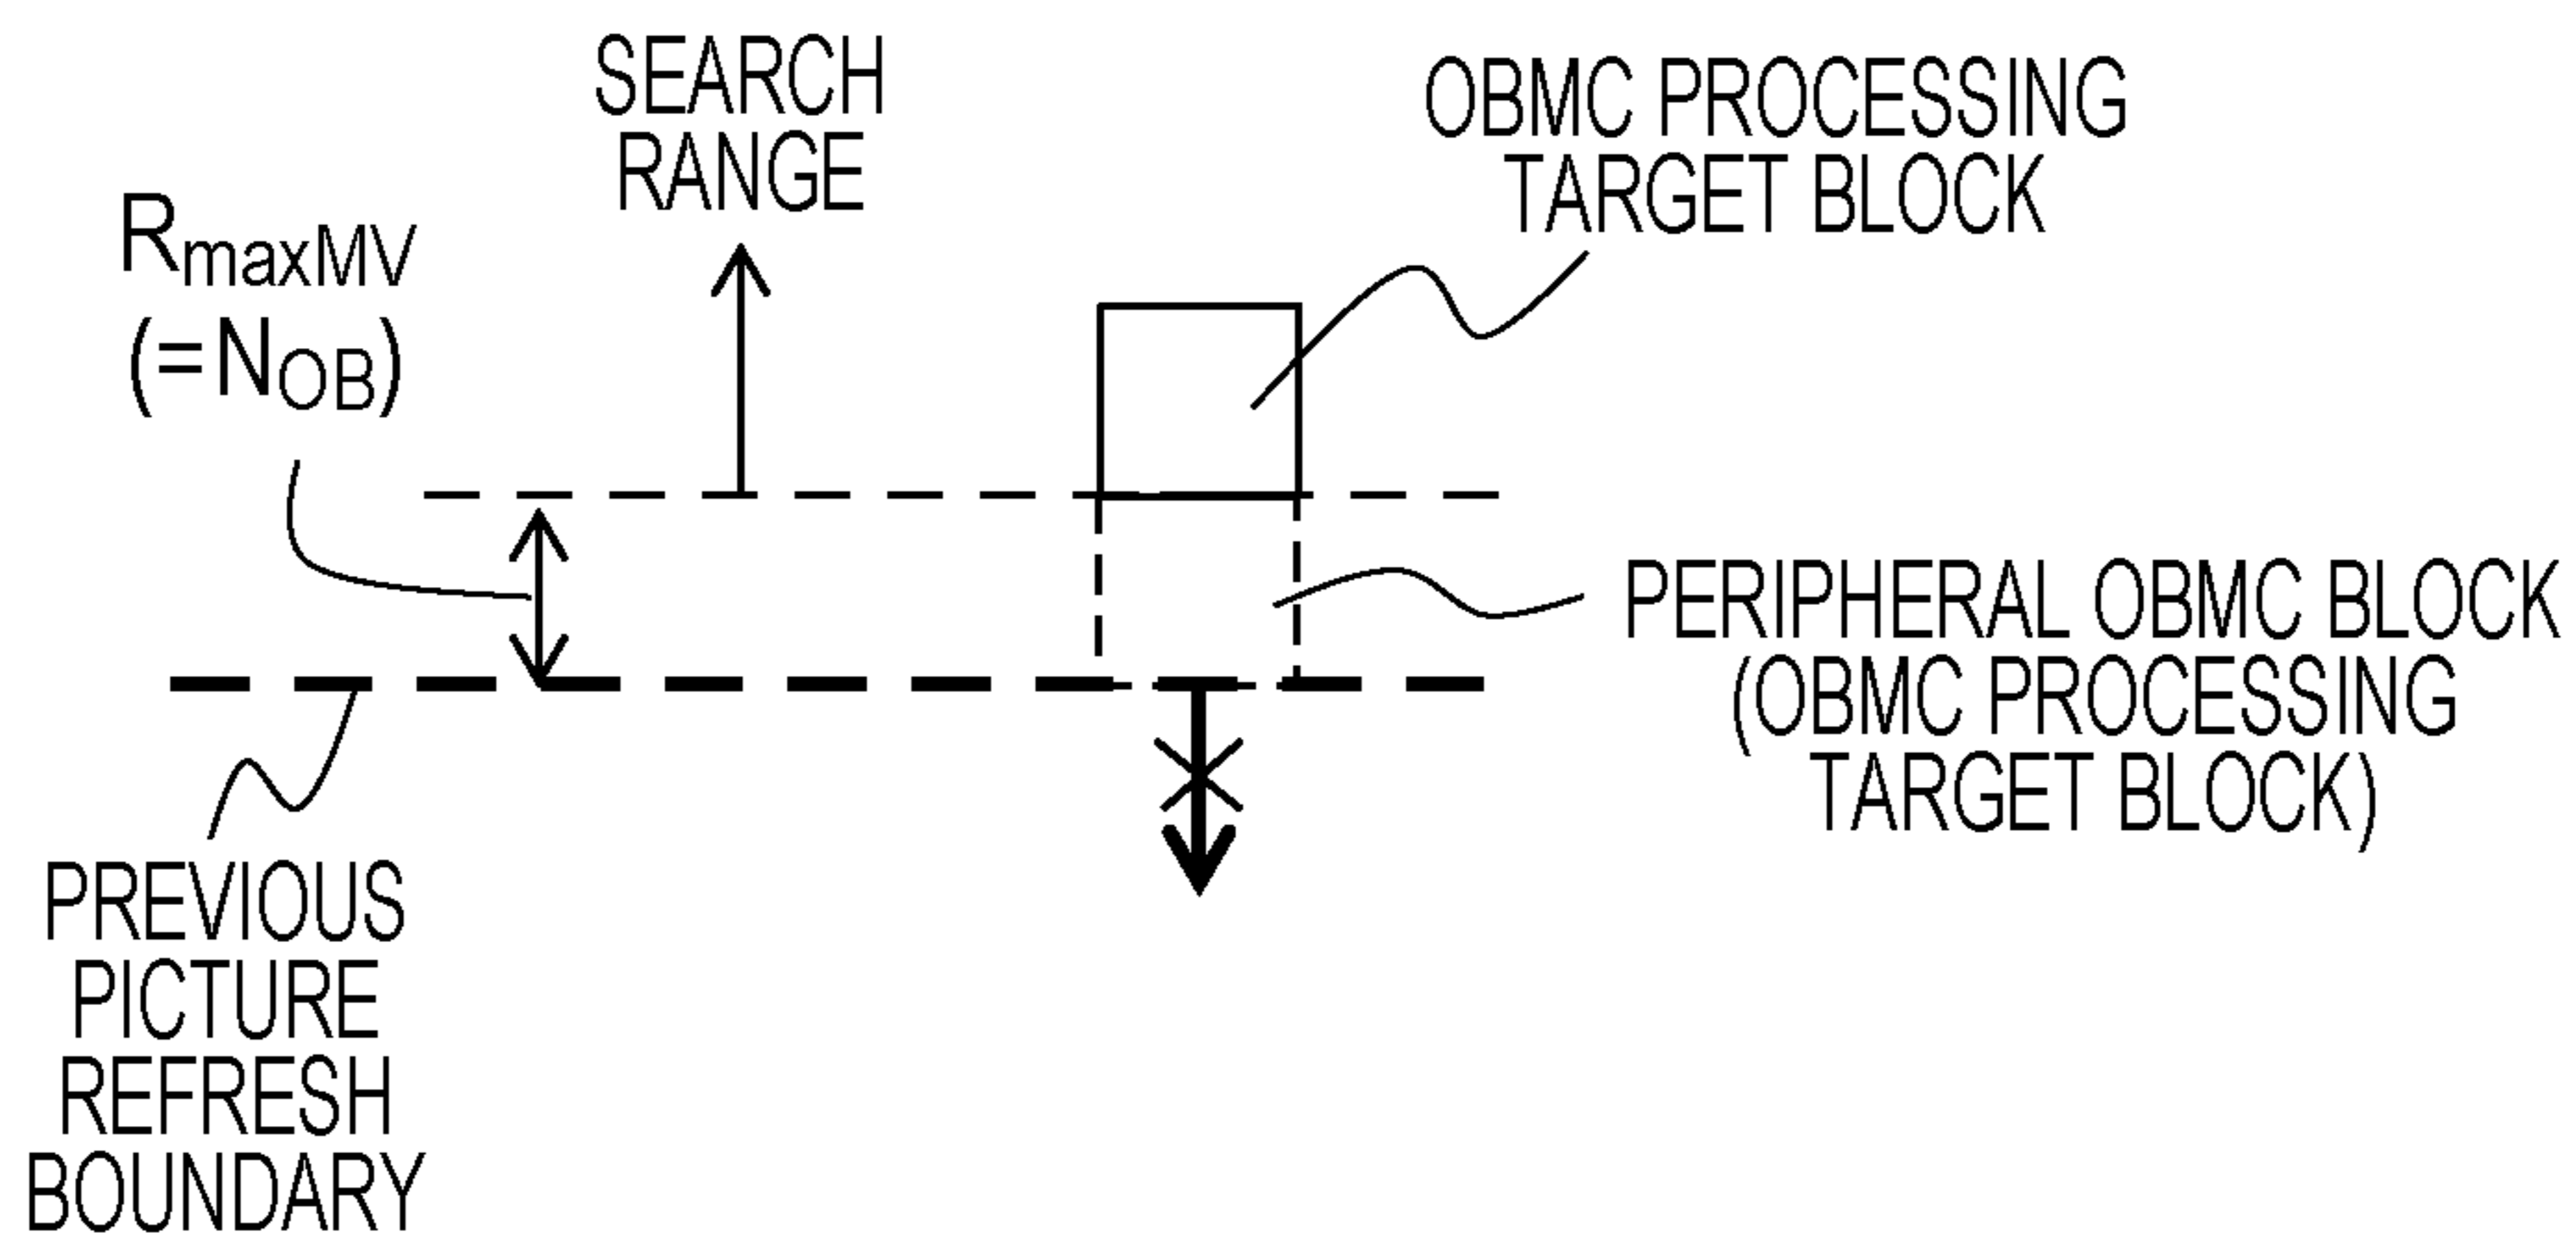 SEARCH
RANGE
OBMC PROCESSING
TARGET BLOCK
RmaxMV
(=NOB)
PERIPHERAL OBMC BLOCK
(OBMC PROCESSING
TARGET BLOCK)
PREVIOUS
PICTURE
REFRESH
BOUNDARY